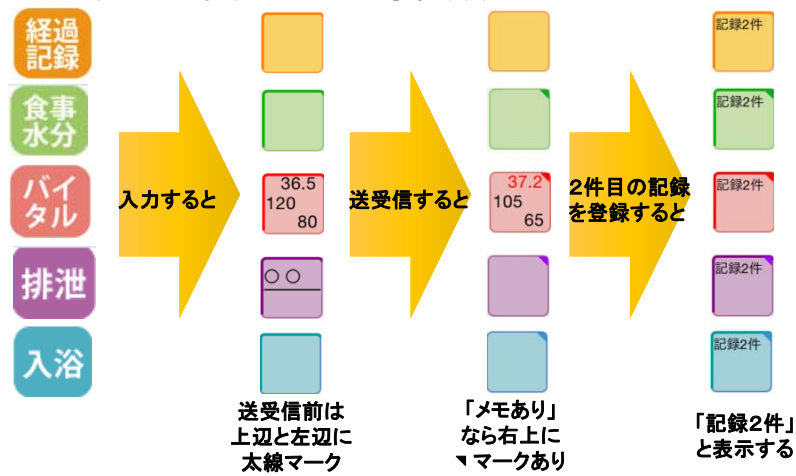 経過
記録
食事
水分
バイ
タル
排泄
入浴
入力すると
36.5
120
80
○○
送受信前は
上辺と左辺に
太線マーク
送受信すると
37.2
105
65
「メモあり」
なら右上に
◥マークあり
2件目の記録
を登録すると
記録2件
記録2件
記録2件
記録2件
記録2件
「記録2件」
と表示する